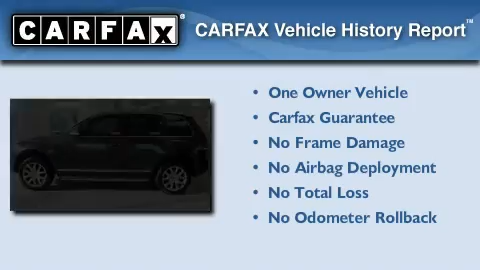 CARFAX® CARFAX Vehicle History Report™
• One Owner Vehicle
• Carfax Guarantee
• No Frame Damage
• No Airbag Deployment
• No Total Loss
• No Odometer Rollback